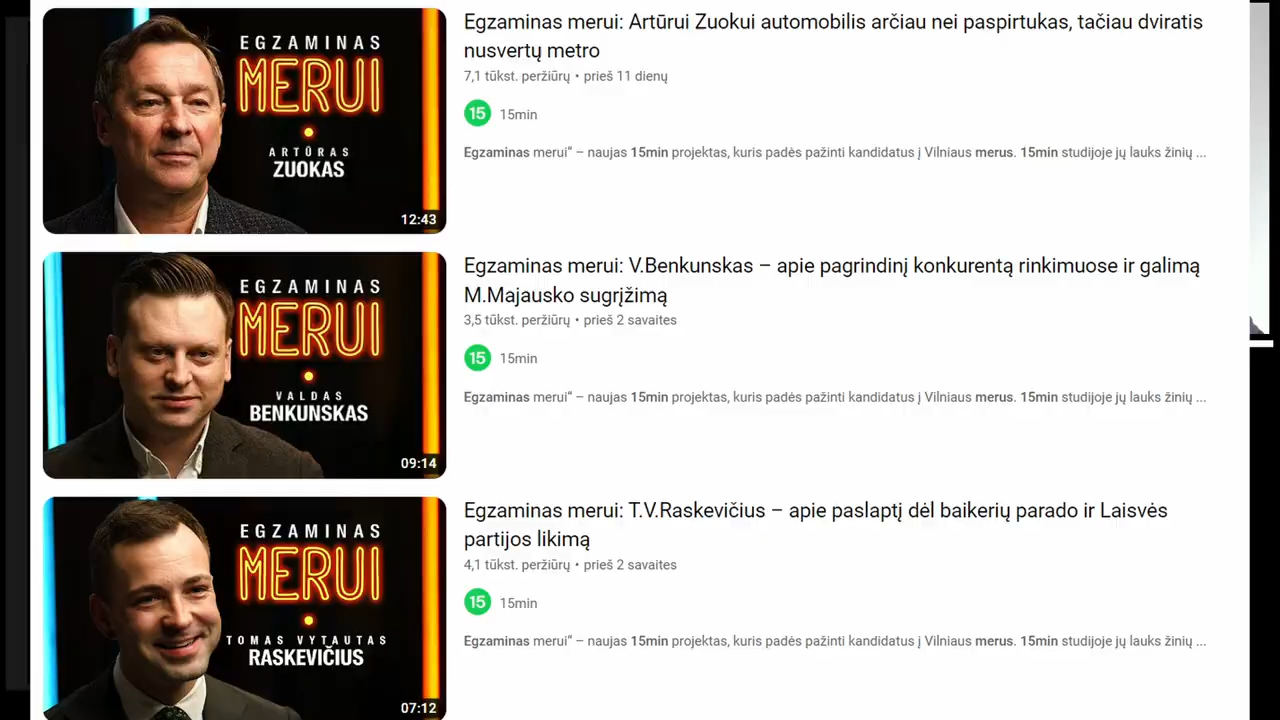 EGZAMINAS
MERUI
ARTŪRAS
ZUOKAS
12:43
Egzaminas merui: Artūrui Zuokui automobilis arčiau nei paspirtukas, tačiau dviratis
nusvertų metro
7,1 tūkst. peržiūrų • prieš 11 dienų
15 15min
Egzaminas merui“ – naujas 15min projektas, kuris padės pažinti kandidatus į Vilniaus merus. 15min studijoje jų lauks žinių ...
EGZAMINAS
MERUI
VALDAS
BENKUNSKAS
09:14
Egzaminas merui: V.Benkunskas – apie pagrindinį konkurentą rinkimuose ir galimą
M.Majausko sugrįžimą
3,5 tūkst. peržiūrų • prieš 2 savaites
15 15min
Egzaminas merui“ – naujas 15min projektas, kuris padės pažinti kandidatus į Vilniaus merus. 15min studijoje jų lauks žinių ...
EGZAMINAS
MERUI
TOMAS VYTAUTAS
RASKEVIČIUS
07:12
Egzaminas merui: T.V.Raskevičius – apie paslaptį dėl baikerių parado ir Laisvės
partijos likimą
4,1 tūkst. peržiūrų • prieš 2 savaites
15 15min
Egzaminas merui“ – naujas 15min projektas, kuris padės pažinti kandidatus į Vilniaus merus. 15min studijoje jų lauks žinių ...